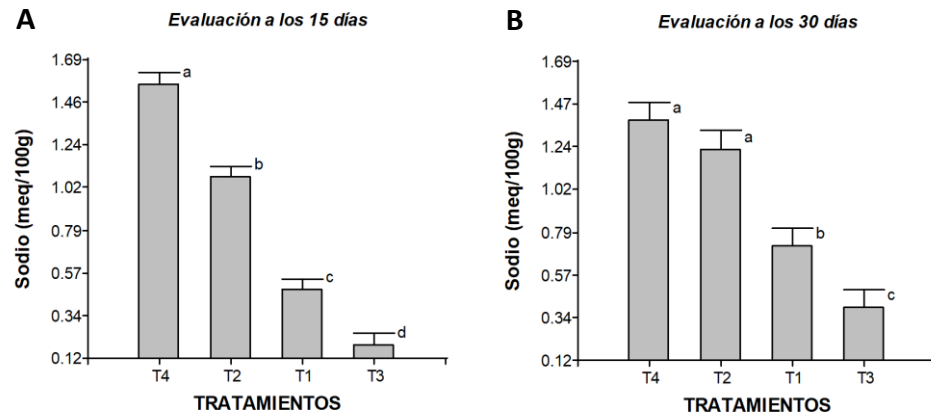 A
Evaluación a los 15 días
1.69
1.46
1.24
1.02
0.79
0.57
0.34
0.12
Sodio (meq/100g)
a
b
c
d
T4 T2 T1 T3
TRATAMIENTOS
B
Evaluación a los 30 días
1.69
1.47
1.24
1.02
0.79
0.57
0.34
0.12
Sodio (meq/100g)
a
a
b
c
T4 T2 T1 T3
TRATAMIENTOS